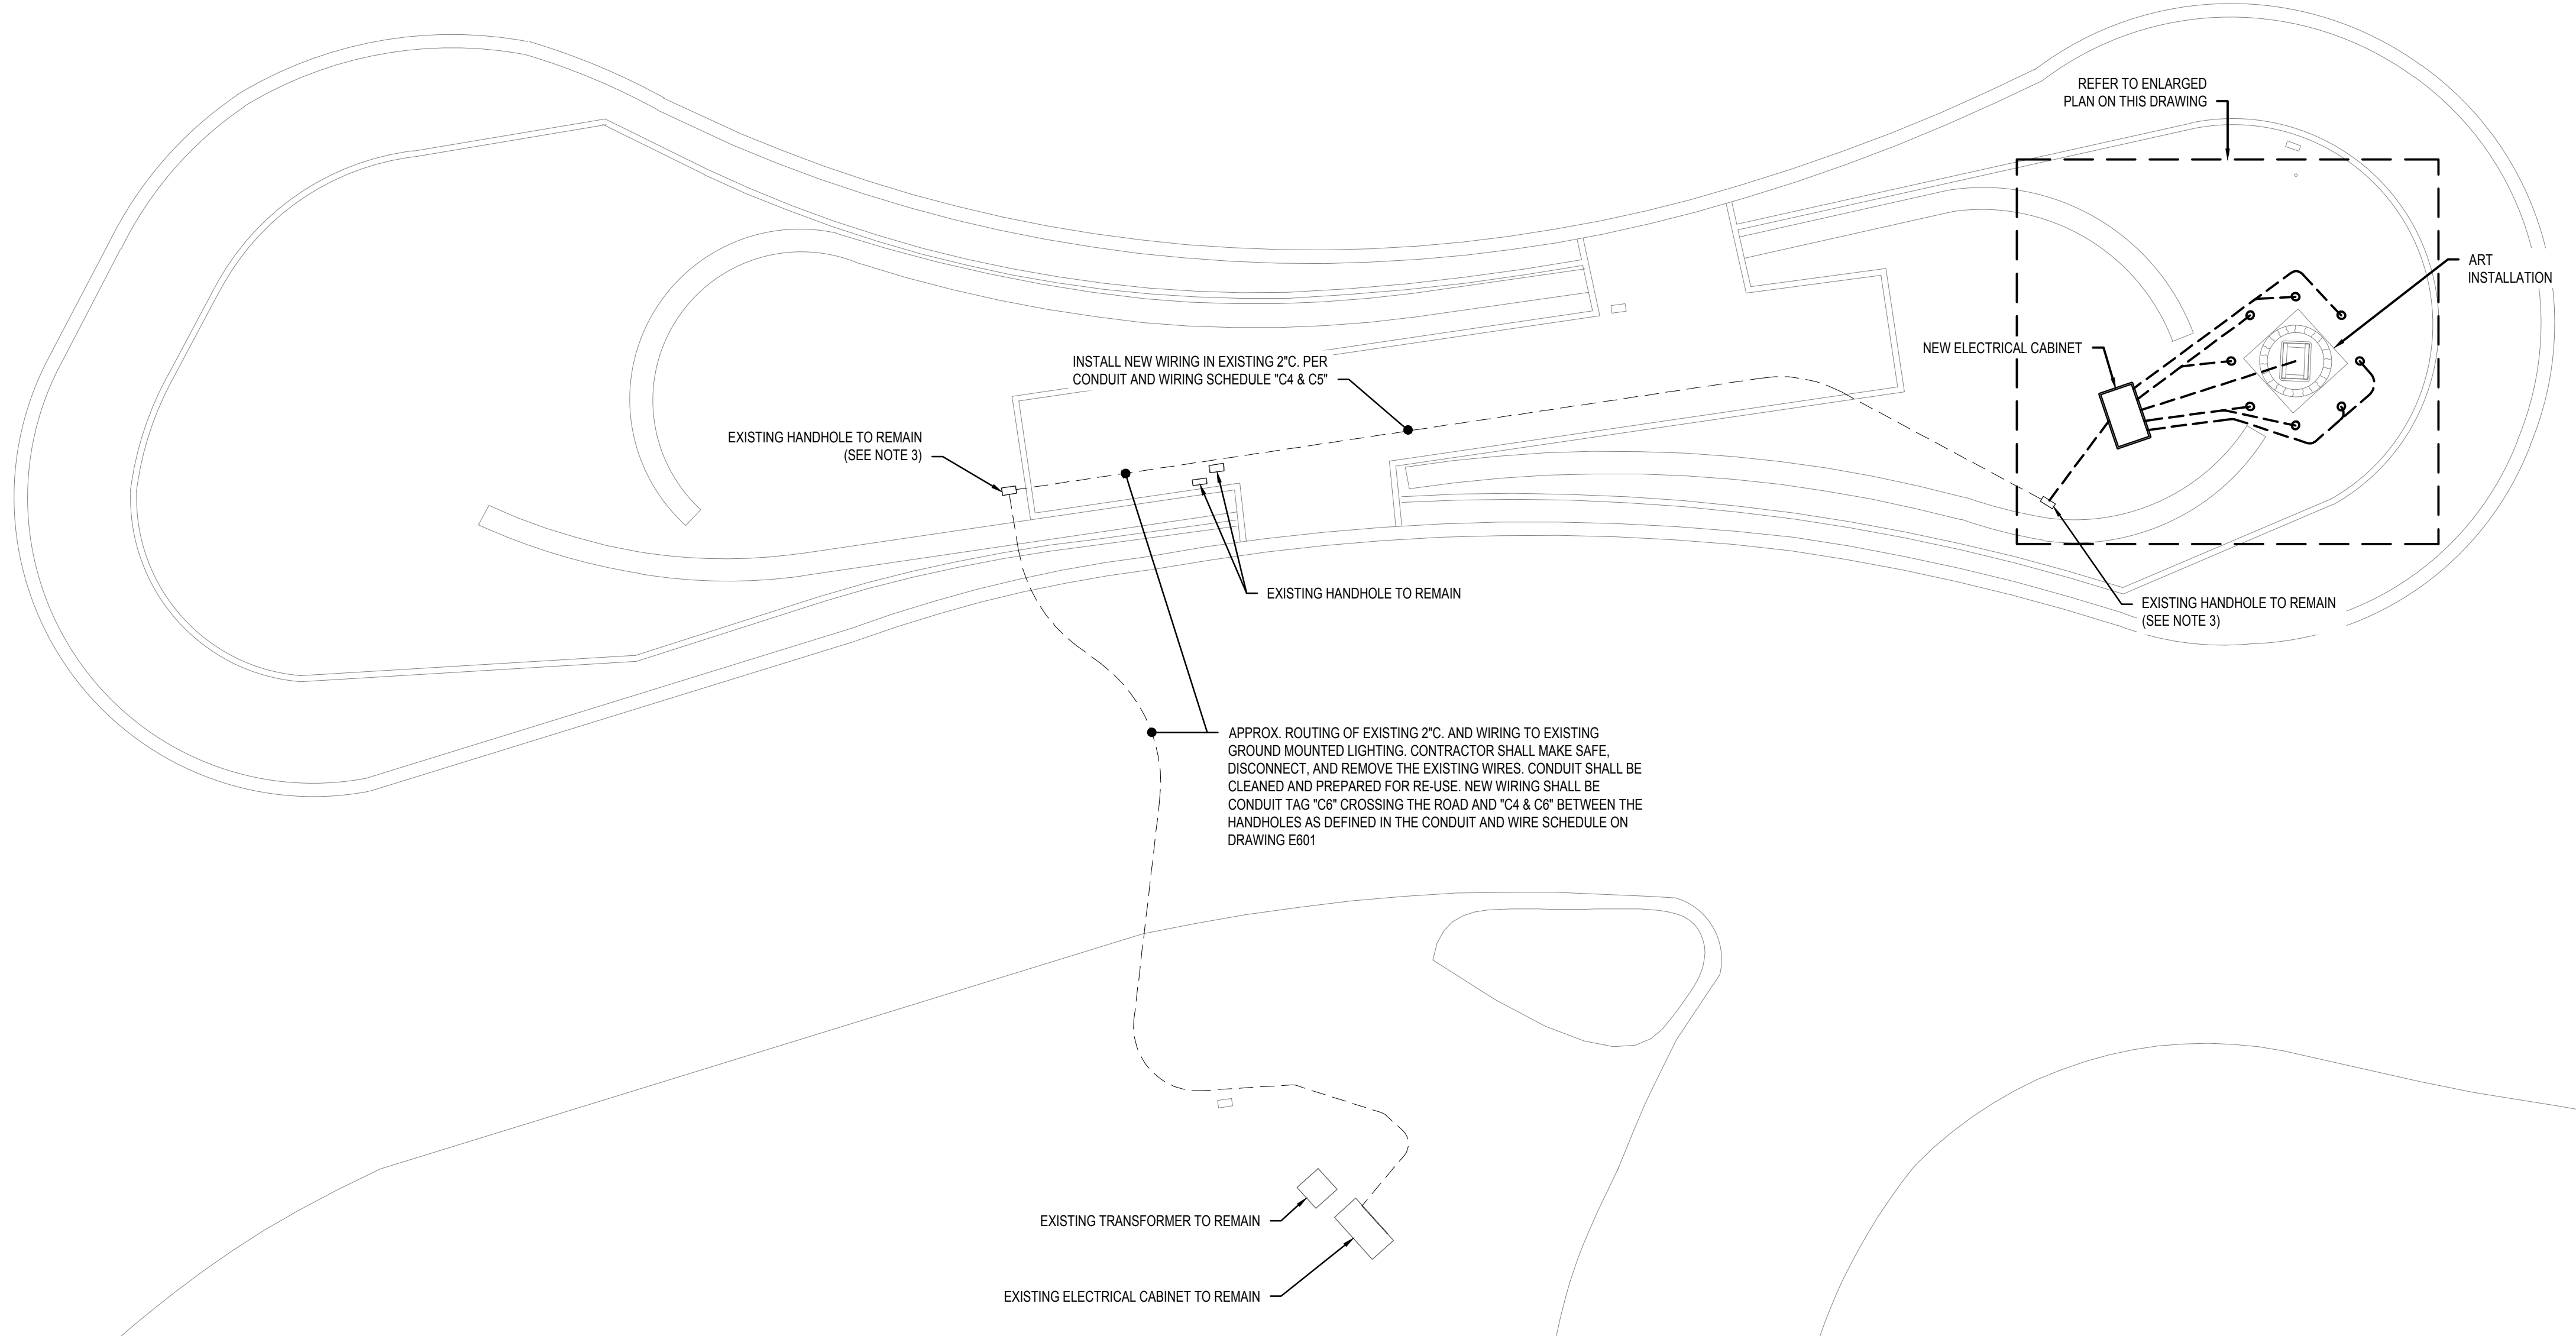 REFER TO ENLARGED
PLAN ON THIS DRAWING
ART
INSTALLATION
NEW ELECTRICAL CABINET
INSTALL NEW WIRING IN EXISTING 2"C. PER
CONDUIT AND WIRING SCHEDULE "C4 & C5"
EXISTING HANDHOLE TO REMAIN
(SEE NOTE 3)
EXISTING HANDHOLE TO REMAIN
EXISTING HANDHOLE TO REMAIN
(SEE NOTE 3)
APPROX. ROUTING OF EXISTING 2"C. AND WIRING TO EXISTING
GROUND MOUNTED LIGHTING. CONTRACTOR SHALL MAKE SAFE,
DISCONNECT, AND REMOVE THE EXISTING WIRES. CONDUIT SHALL BE
CLEANED AND PREPARED FOR RE-USE. NEW WIRING SHALL BE
CONDUIT TAG "C6" CROSSING THE ROAD AND "C4 & C6" BETWEEN THE
HANDHOLES AS DEFINED IN THE CONDUIT AND WIRE SCHEDULE ON
DRAWING E601
EXISTING TRANSFORMER TO REMAIN
EXISTING ELECTRICAL CABINET TO REMAIN